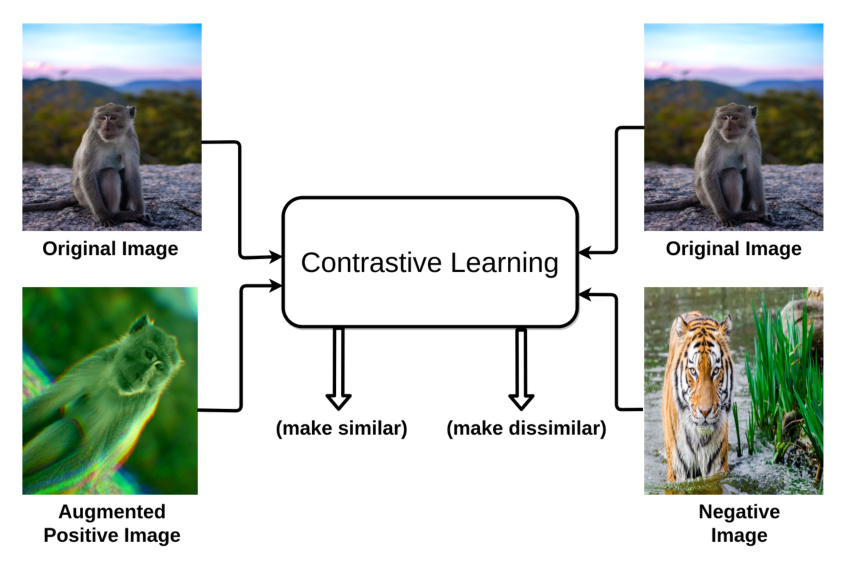 Original Image
Original Image
Contrastive Learning
(make similar)
(make dissimilar)
Augmented
Positive Image
Negative
Image